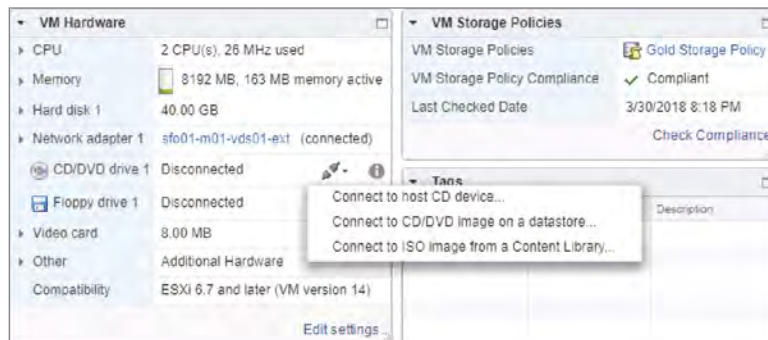 VM Hardware
CPU 2 CPU(s), 26 MHz used
Memory 8192 MB, 163 MB memory active
Hard disk 1 40.00 GB
Network adapter 1 sfo01-m01-vds01-ext (connected)
CD/DVD drive 1 Disconnected
Floppy drive 1 Disconnected
Video card 8.00 MB
Other Additional Hardware
Compatibility ESXi 6.7 and later (VM version 14)
Edit settings...
Connect to host CD device...
Connect to CD/DVD image on a datastore...
Connect to ISO image from a Content Library...
VM Storage Policies
VM Storage Policies Gold Storage Policy
VM Storage Policy Compliance Compliant
Last Checked Date 3/30/2018 8:18 PM
Check Compliance
Tags
Description